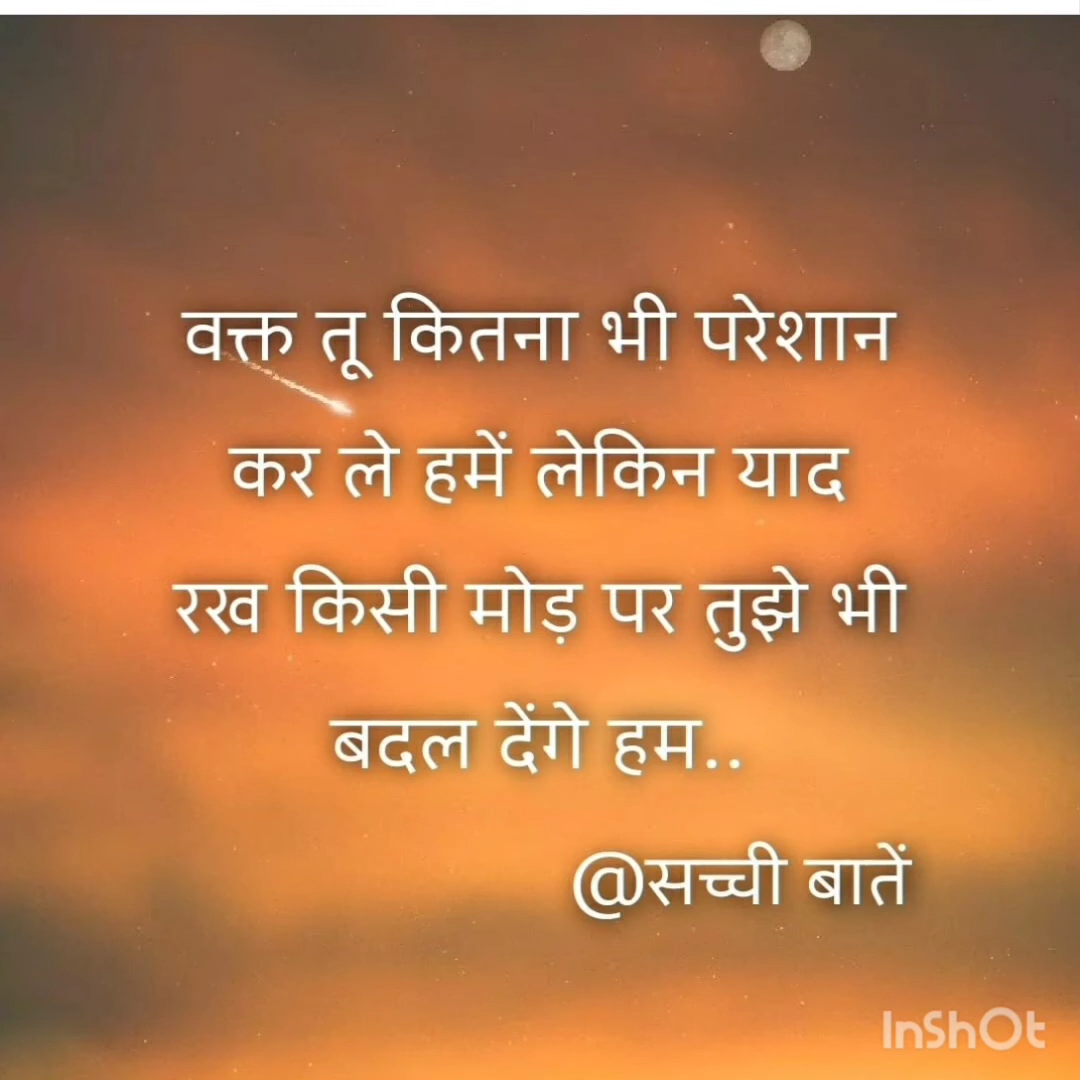 वक्त तू कितना भी परेशान
कर ले हमें लेकिन याद
रख किसी मोड़ पर तुझे भी
बदल देंगे हम..
@सच्ची बातें
InShOt